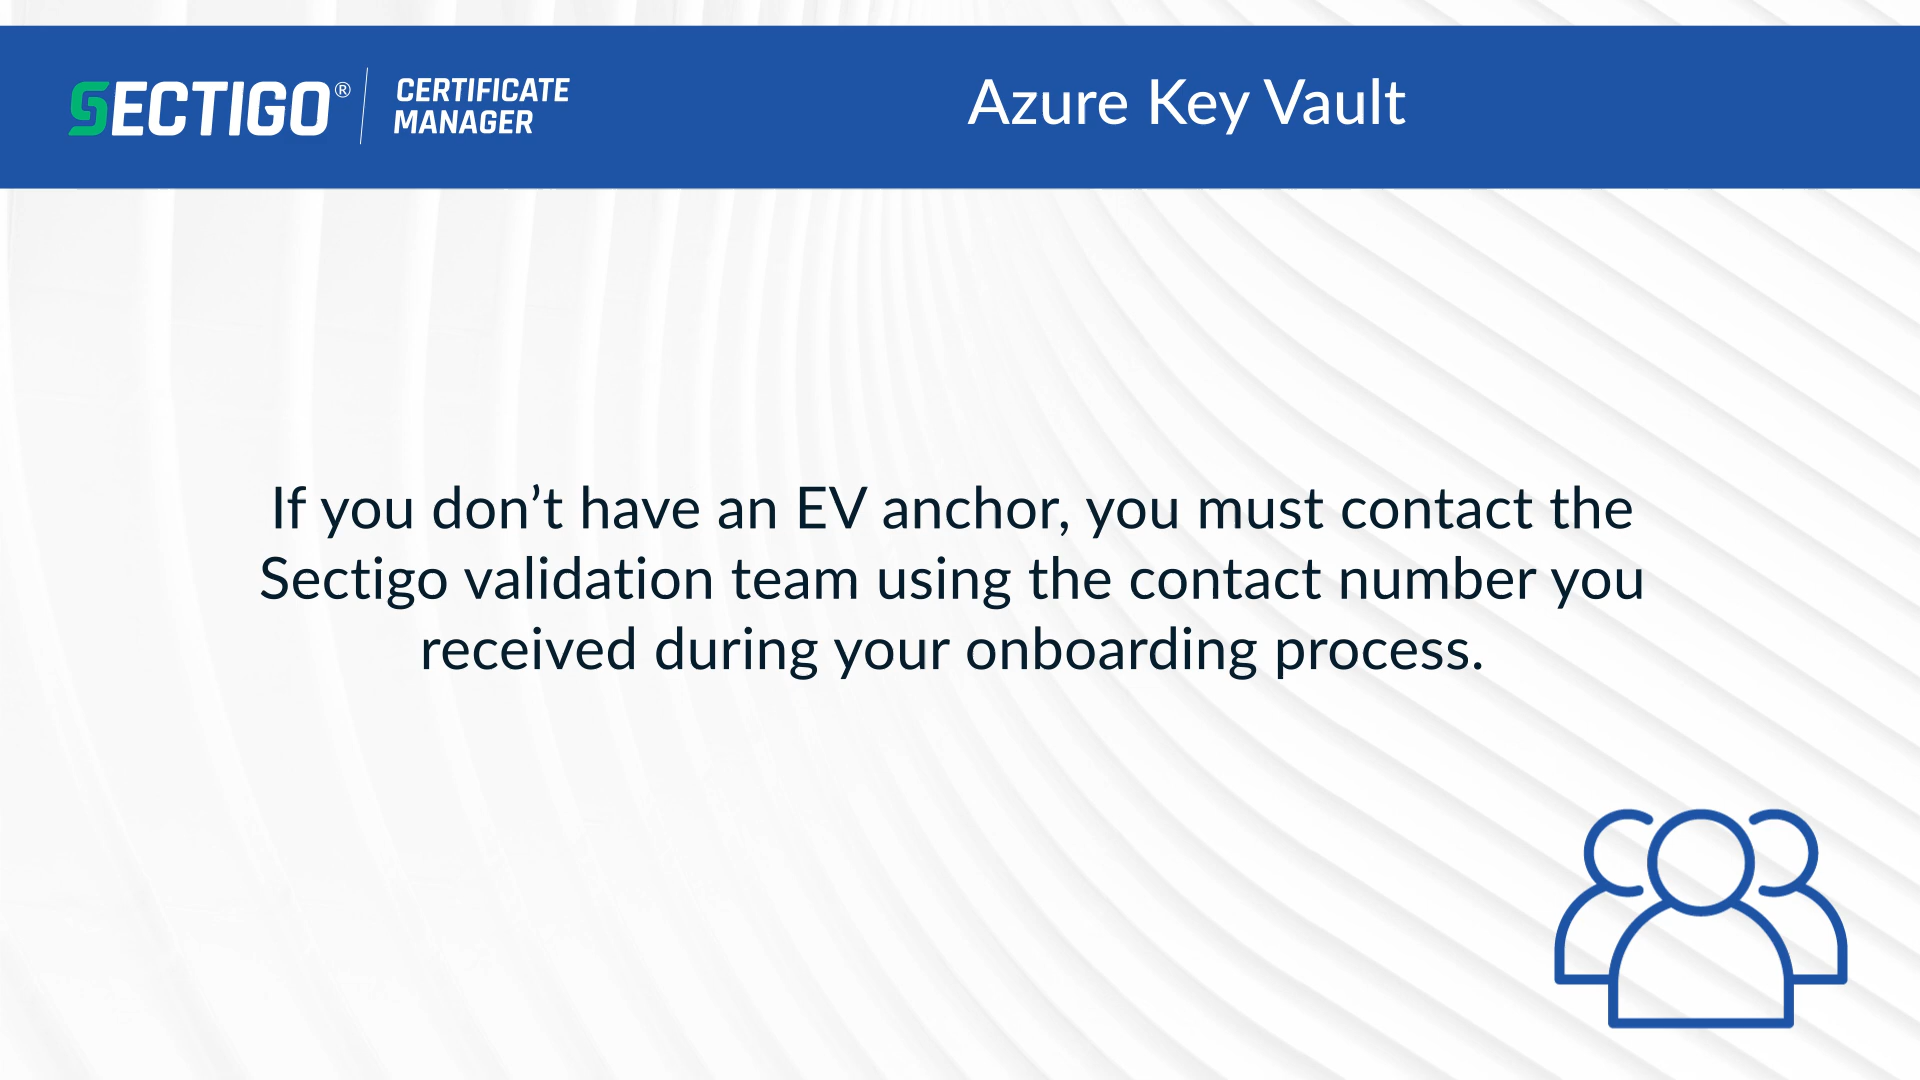 SECTIGO®
CERTIFICATE
MANAGER
Azure Key Vault
If you don’t have an EV anchor, you must contact the
Sectigo validation team using the contact number you
received during your onboarding process.